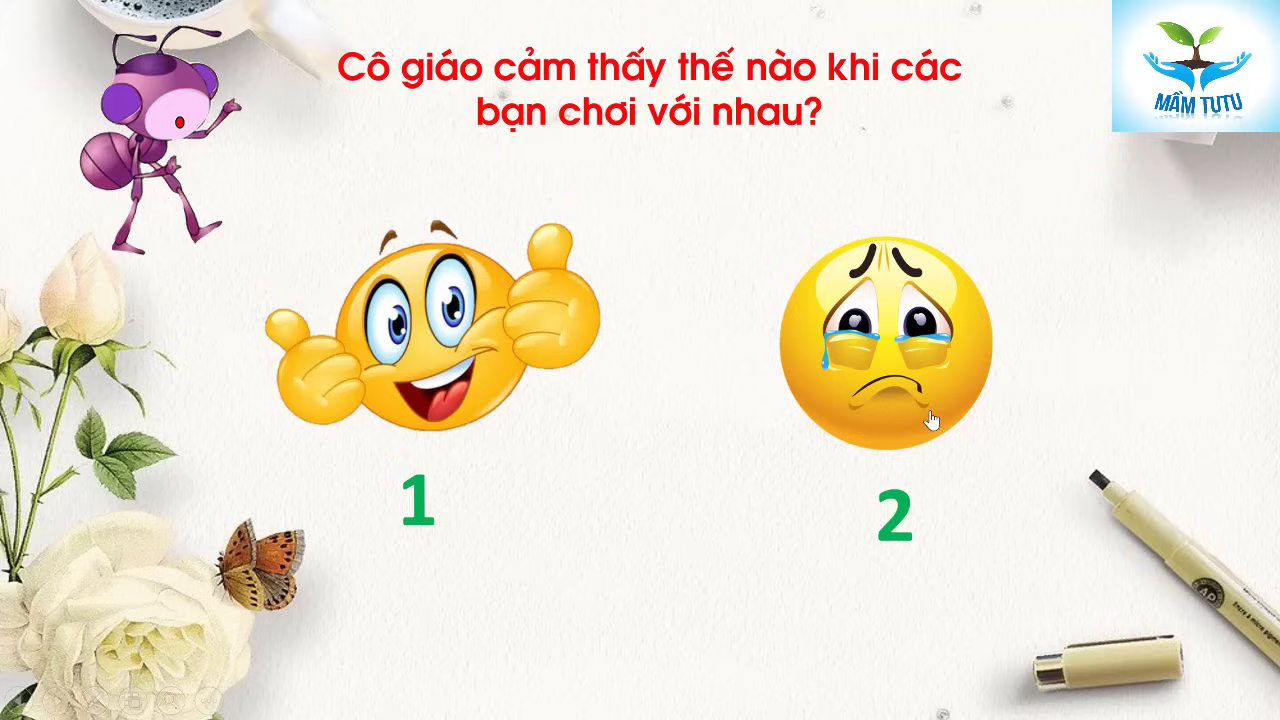 Cô giáo cảm thấy thế nào khi các
bạn chơi với nhau?
MẦM TUTU
1
2